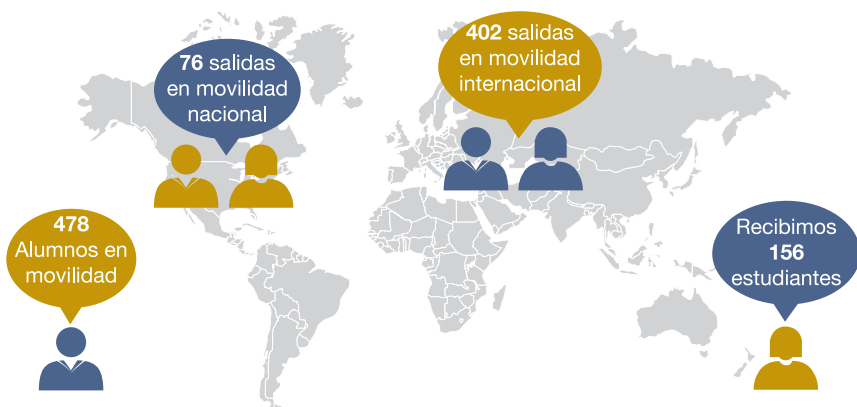 76 salidas
en movilidad
nacional
402 salidas
en movilidad
internacional
478
Alumnos en
movilidad
Recibimos
156
estudiantes